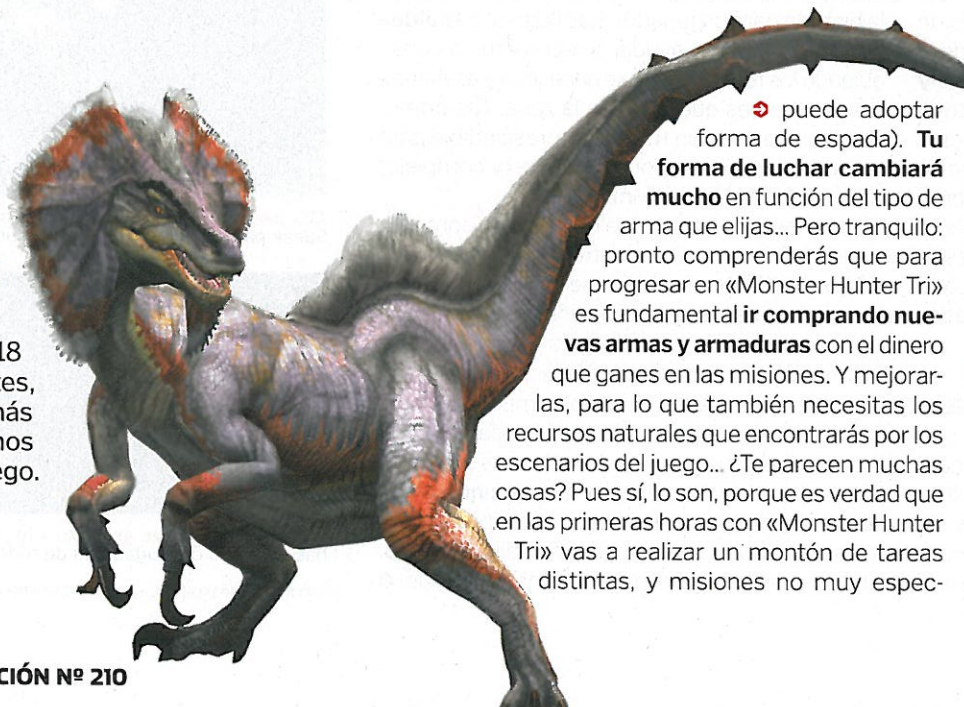 ➲ puede adoptar
forma de espada). Tu
forma de luchar cambiará
mucho en función del tipo de
arma que elijas... Pero tranquilo:
pronto comprenderás que para
progresar en «Monster Hunter Tri»
es fundamental ir comprando nue-
vas armas y armaduras con el dinero
que ganes en las misiones. Y mejorar-
las, para lo que también necesitas los
recursos naturales que encontrarás por los
escenarios del juego... ¿Te parecen muchas
cosas? Pues sí, lo son, porque es verdad que
en las primeras horas con «Monster Hunter
Tri» vas a realizar un montón de tareas
distintas, y misiones no muy espec-
18
tes,
más
mos
ego.
CIÓN Nº 210